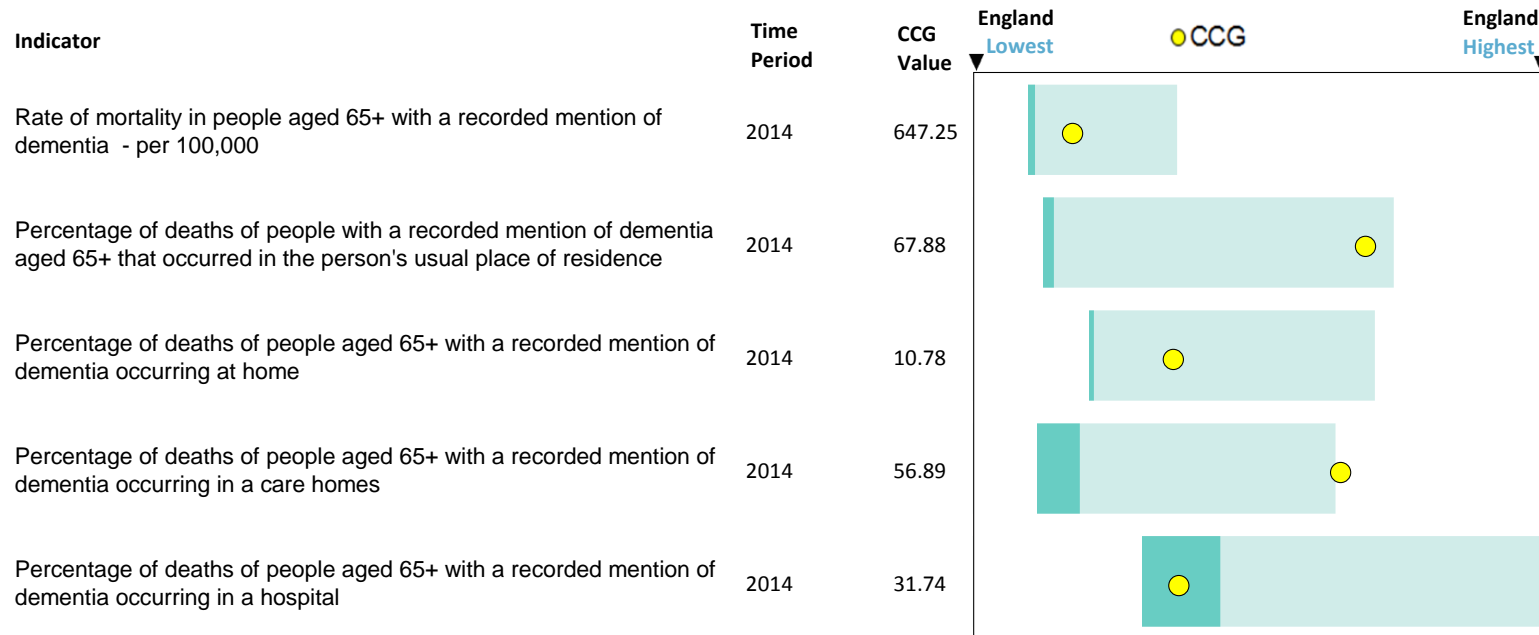 Indicator
Time
Period
CCG
Value
England
Lowest
CCG
England
Highest
Rate of mortality in people aged 65+ with a recorded mention of
dementia - per 100,000
2014
647.25
Percentage of deaths of people with a recorded mention of dementia
aged 65+ that occurred in the person's usual place of residence
2014
67.88
Percentage of deaths of people aged 65+ with a recorded mention of
dementia occurring at home
2014
10.78
Percentage of deaths of people aged 65+ with a recorded mention of
dementia occurring in a care homes
2014
56.89
Percentage of deaths of people aged 65+ with a recorded mention of
dementia occurring in a hospital
2014
31.74